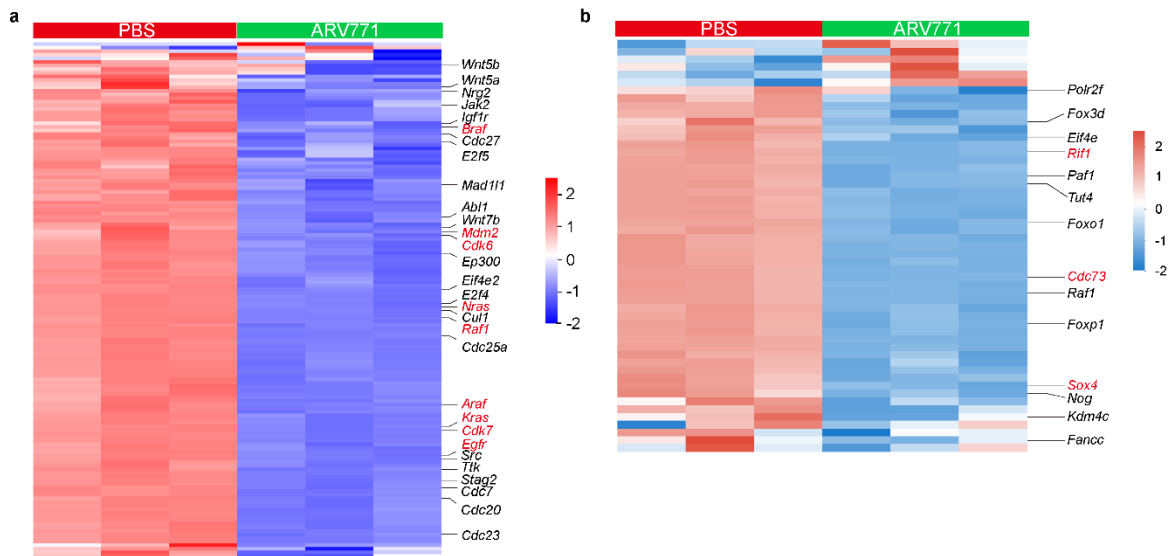 a
PBS
ARV771
Wnt5b
Wnt5a
Nrg2
Jak2
Igf1r
Braf
Cdc27
E2f5
Mad1l1
Abl1
Wnt7b
Mdm2
Cdk6
Ep300
Eif4e2
E2f4
Nras
Cul1
Raf1
Cdc25a
Araf
Kras
Cdk7
Egfr
Src
Ttk
Stag2
Cdc7
Cdc20
Cdc23
2
1
0
-1
-2
b
PBS
ARV771
Polr2f
Fox3d
Eif4e
Rif1
Paf1
Tut4
Foxo1
Cdc73
Raf1
Foxp1
Sox4
Nog
Kdm4c
Fancc
2
1
0
-1
-2